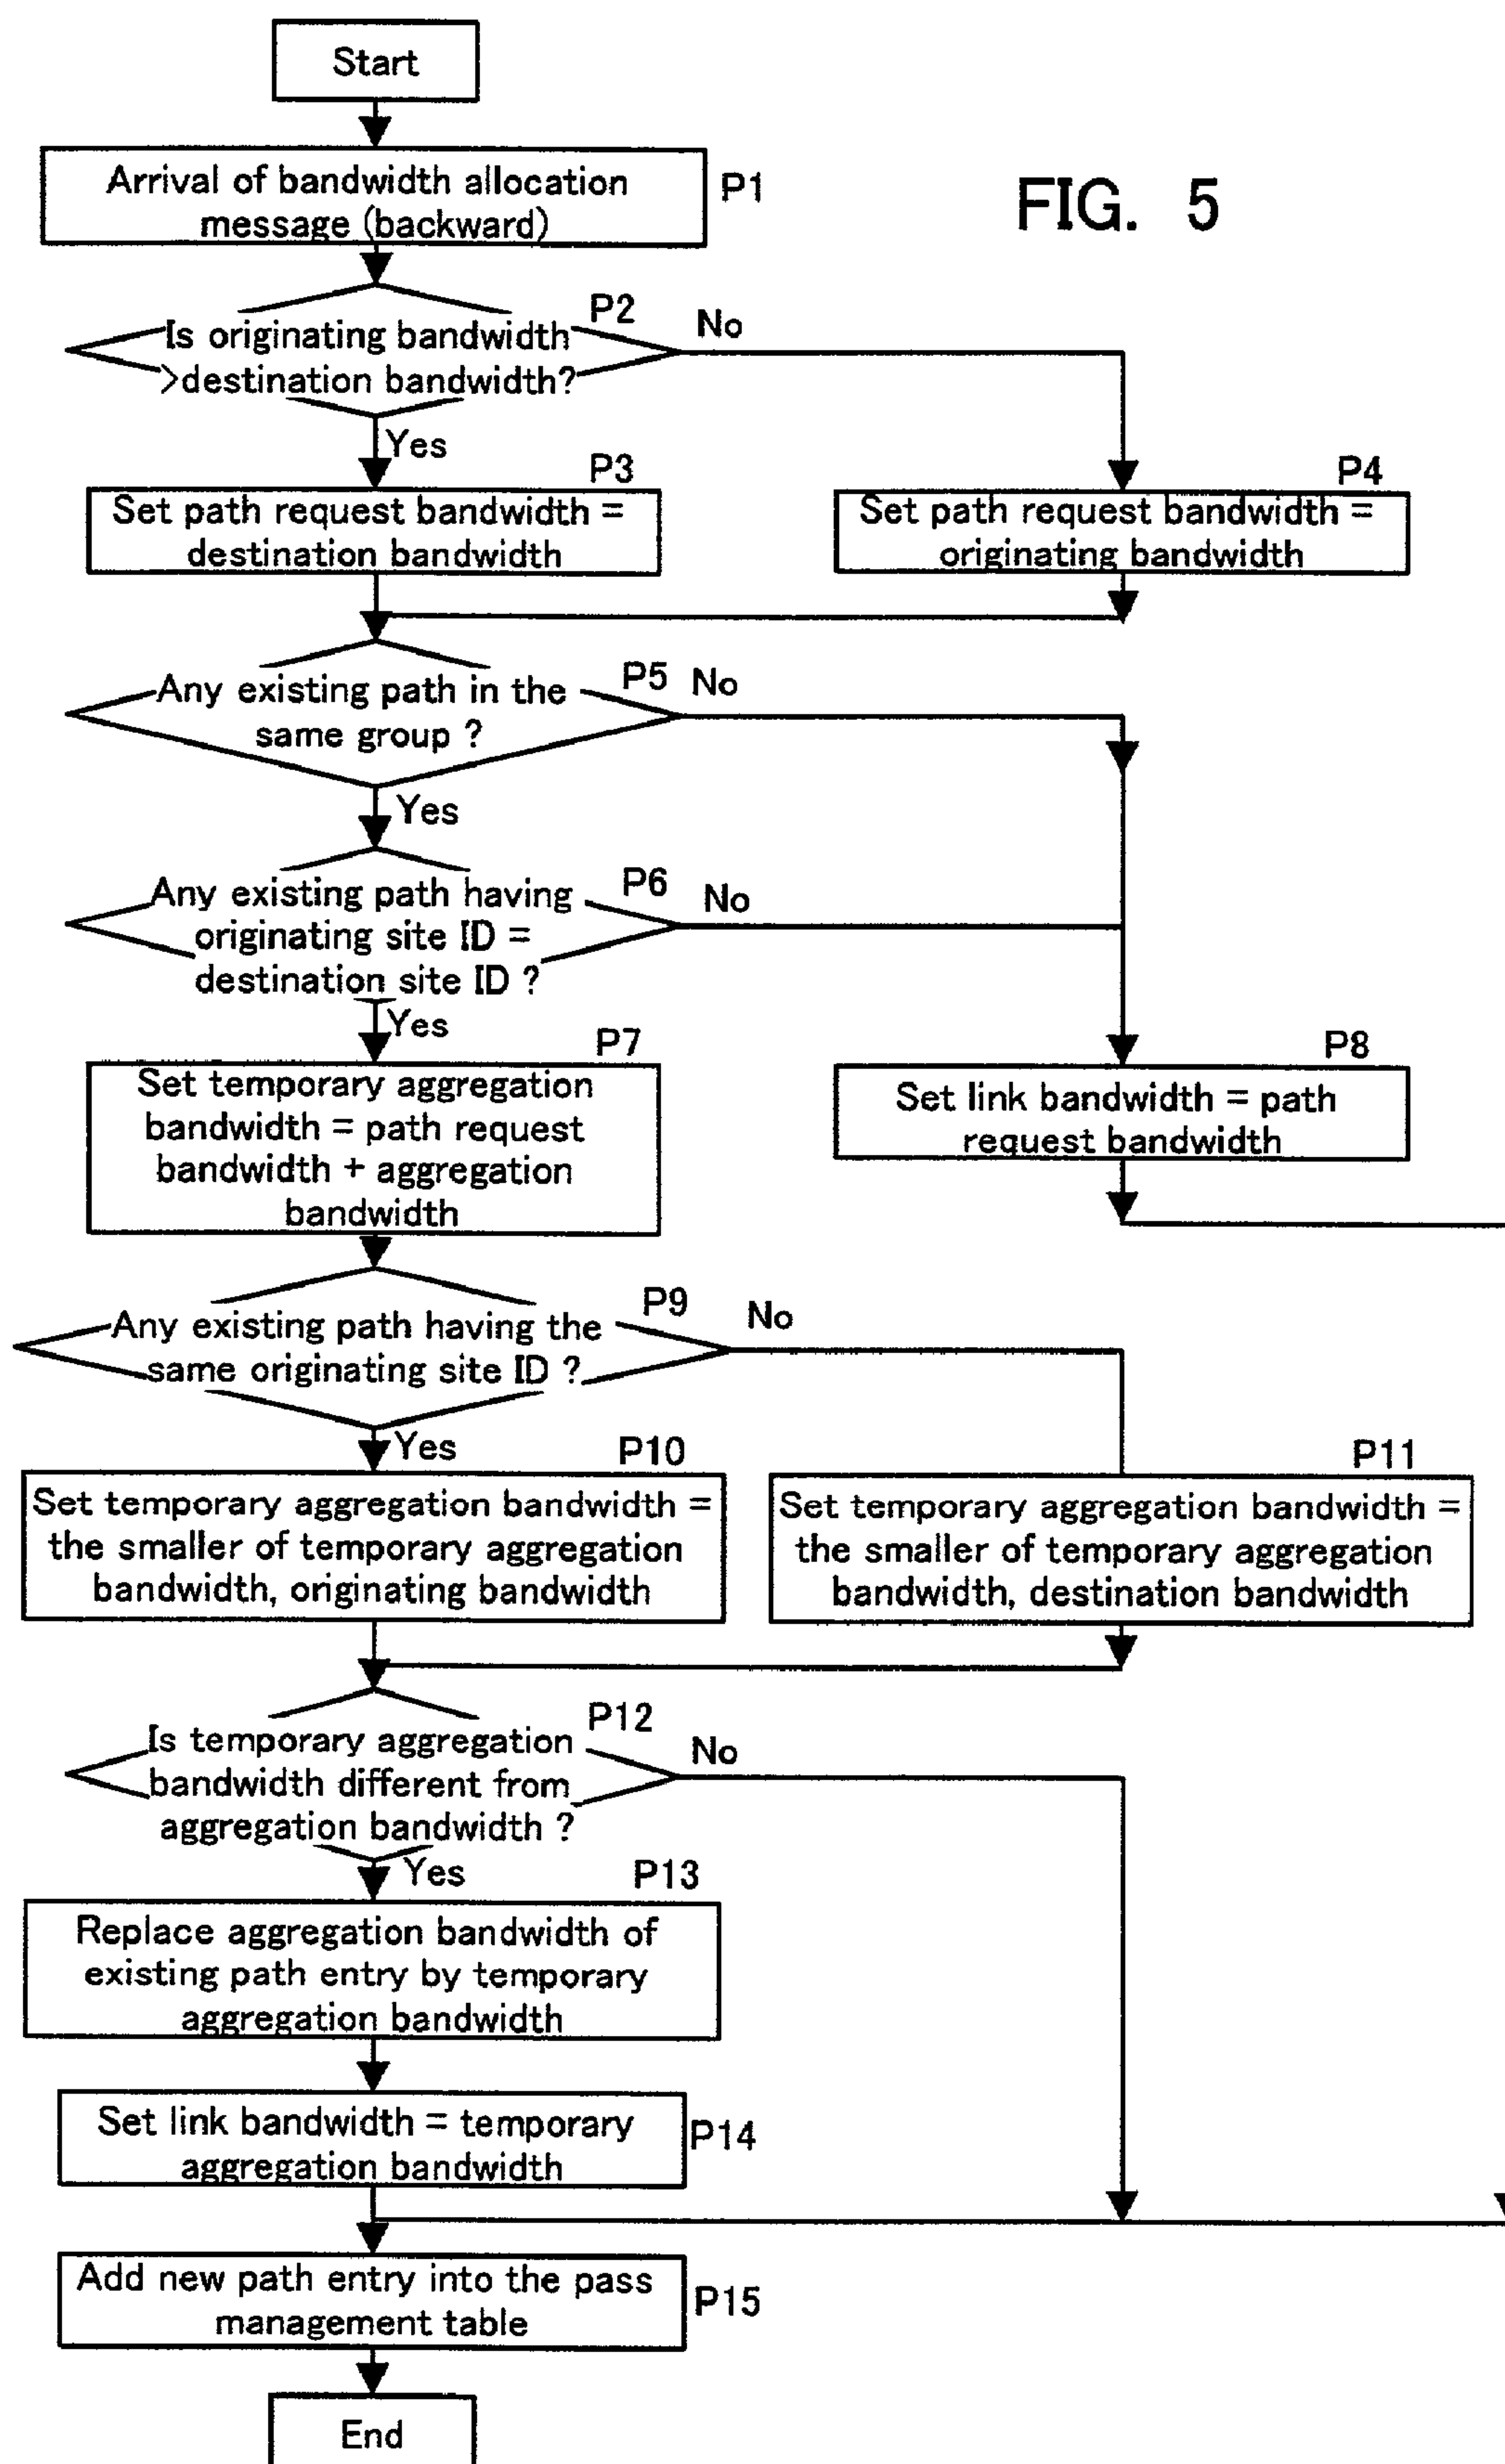 Start
Arrival of bandwidth allocation
message (backward)
P1
FIG. 5
Is originating bandwidth
>destination bandwidth?
P2
No
Yes
P3
Set path request bandwidth =
destination bandwidth
P4
Set path request bandwidth =
originating bandwidth
Any existing path in the
same group ?
P5
No
Yes
Any existing path having
originating site ID =
destination site ID ?
P6
No
Yes
P7
Set temporary aggregation
bandwidth = path request
bandwidth + aggregation
bandwidth
P8
Set link bandwidth = path
request bandwidth
Any existing path having the
same originating site ID ?
P9
No
Yes
P10
Set temporary aggregation bandwidth =
the smaller of temporary aggregation
bandwidth, originating bandwidth
P11
Set temporary aggregation bandwidth =
the smaller of temporary aggregation
bandwidth, destination bandwidth
Is temporary aggregation
bandwidth different from
aggregation bandwidth ?
P12
No
Yes
P13
Replace aggregation bandwidth of
existing path entry by temporary
aggregation bandwidth
Set link bandwidth = temporary
aggregation bandwidth
P14
Add new path entry into the pass
management table
P15
End